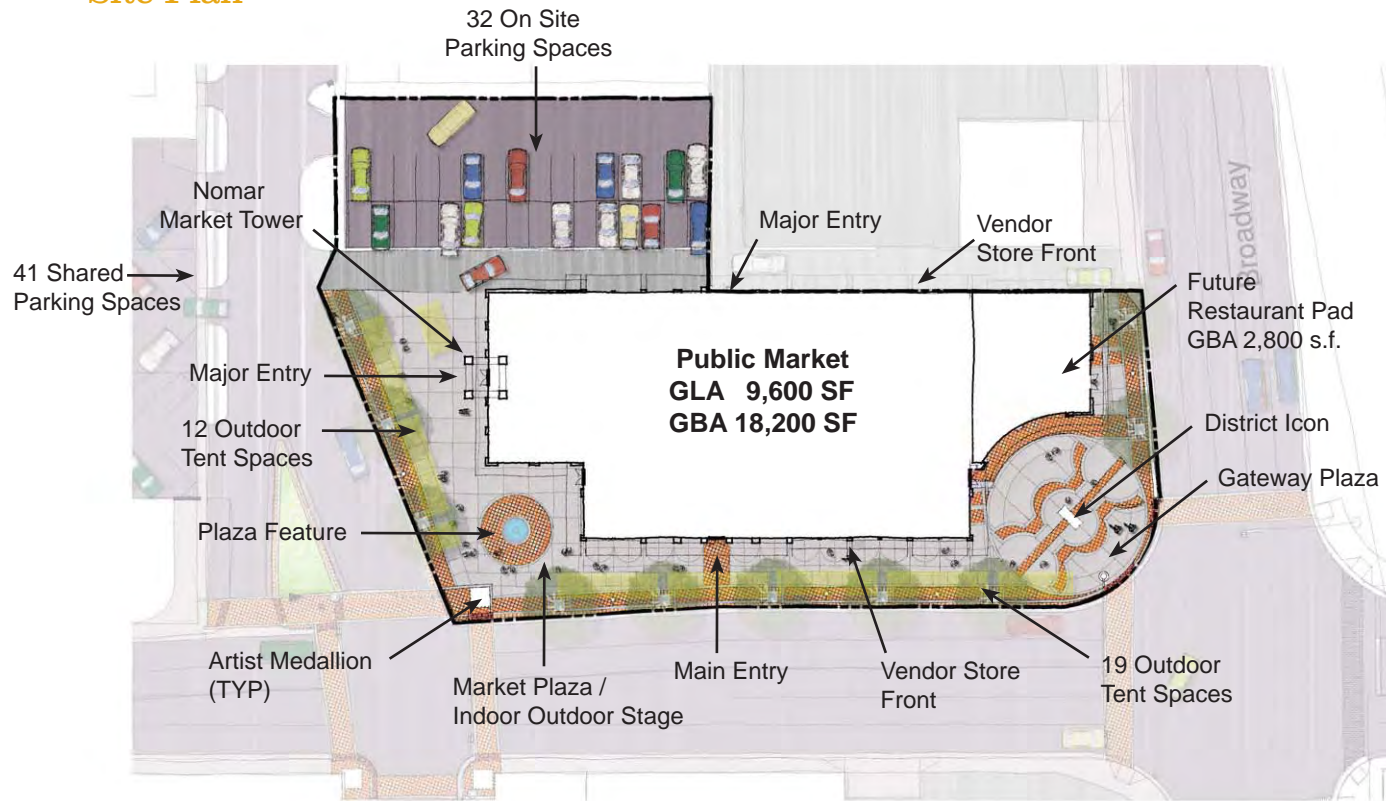 Site Plan
32 On Site
Parking Spaces
Nomar
Market Tower
Major Entry
Vendor
Store Front
Broadway
41 Shared
Parking Spaces
Future
Restaurant Pad
GBA 2,800 s.f.
Public Market
GLA 9,600 SF
GBA 18,200 SF
Major Entry
12 Outdoor
Tent Spaces
District Icon
Gateway Plaza
Plaza Feature
Artist Medallion
(TYP)
Market Plaza /
Indoor Outdoor Stage
Main Entry
Vendor Store
Front
19 Outdoor
Tent Spaces